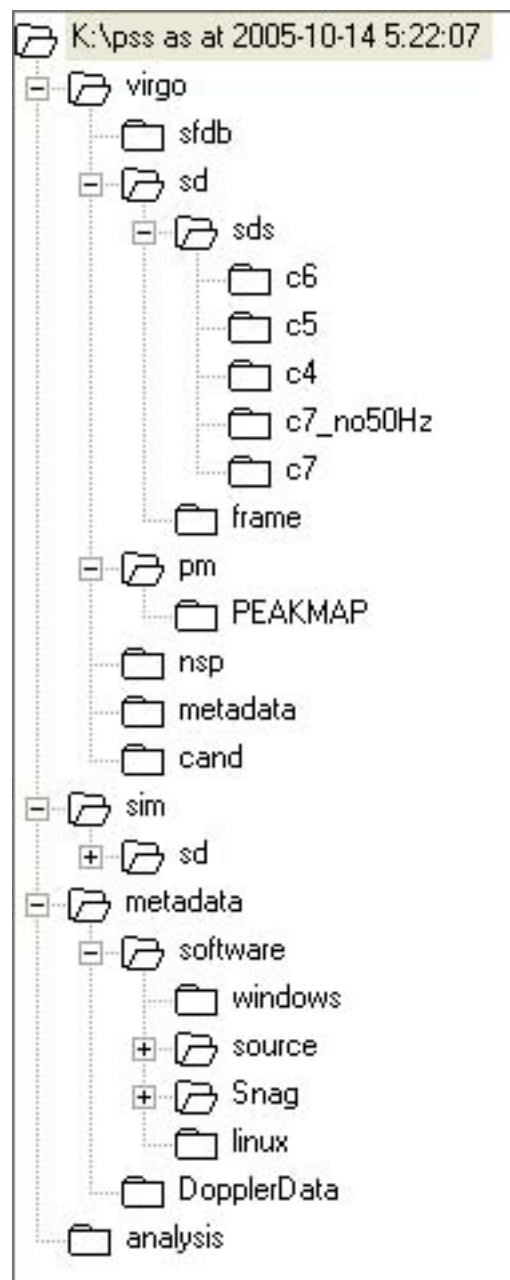 K:\pss as at 2005-10-14 5:22:07
virgo
sfdb
sd
sds
c6
c5
c4
c7_no50Hz
c7
frame
pm
PEAKMAP
nsp
metadata
cand
sim
sd
metadata
software
windows
source
Snag
linux
DopplerData
analysis